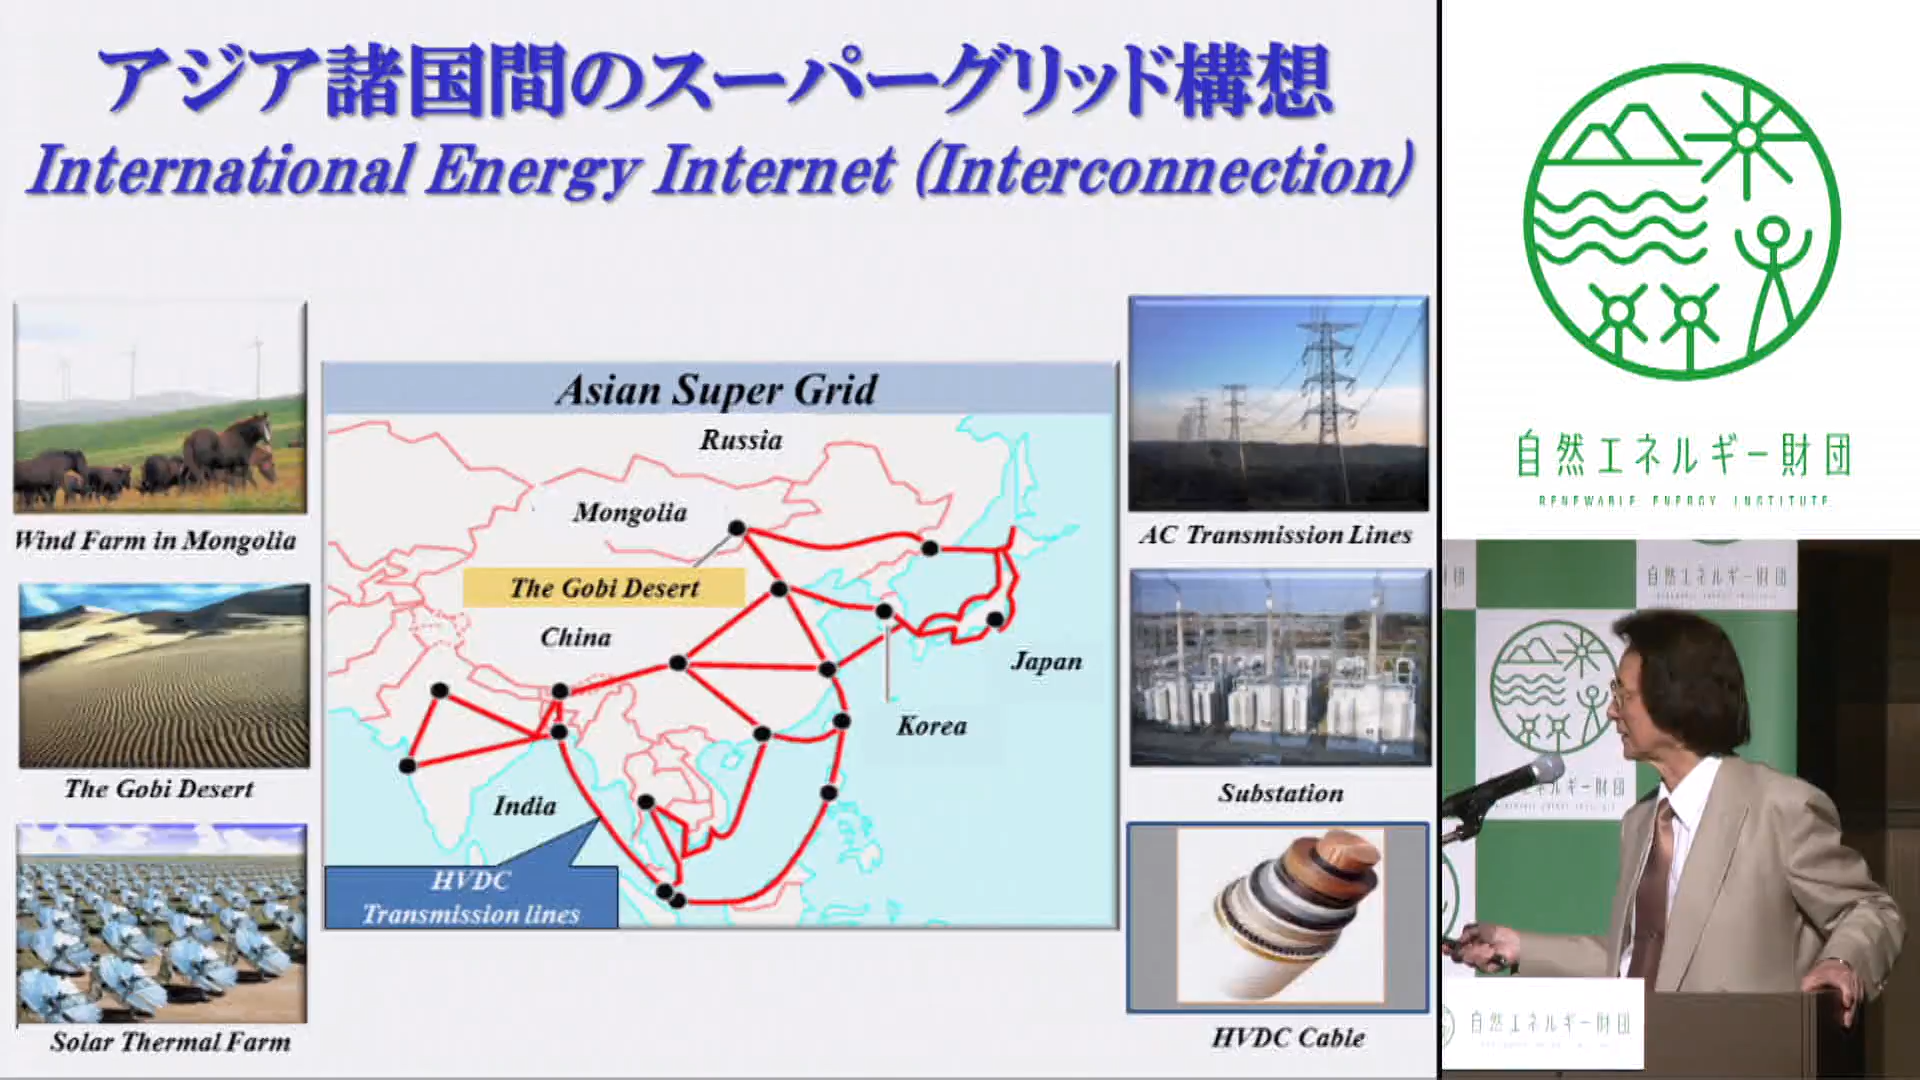 アジア諸国間のスーパーグリッド構想
International Energy Internet (Interconnection)
Wind Farm in Mongolia
The Gobi Desert
Solar Thermal Farm
Asian Super Grid
Russia
Mongolia
The Gobi Desert
China
Japan
Korea
India
HVDC
Transmission lines
AC Transmission Lines
Substation
HVDC Cable
自然エネルギー財団
RENEWABLE ENERGY INSTITUTE
自然エネルギー財団
自然エネルギー財団